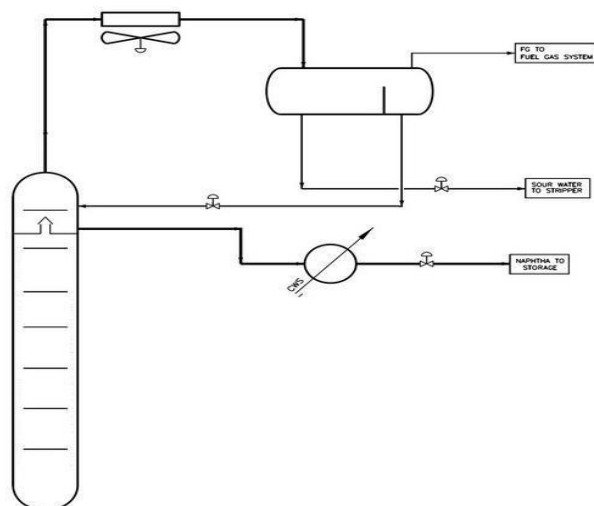 FG TO
FUEL GAS SYSTEM
SOUR WATER
TO STRIPPER
NAPHTHA TO
STORAGE
CWS